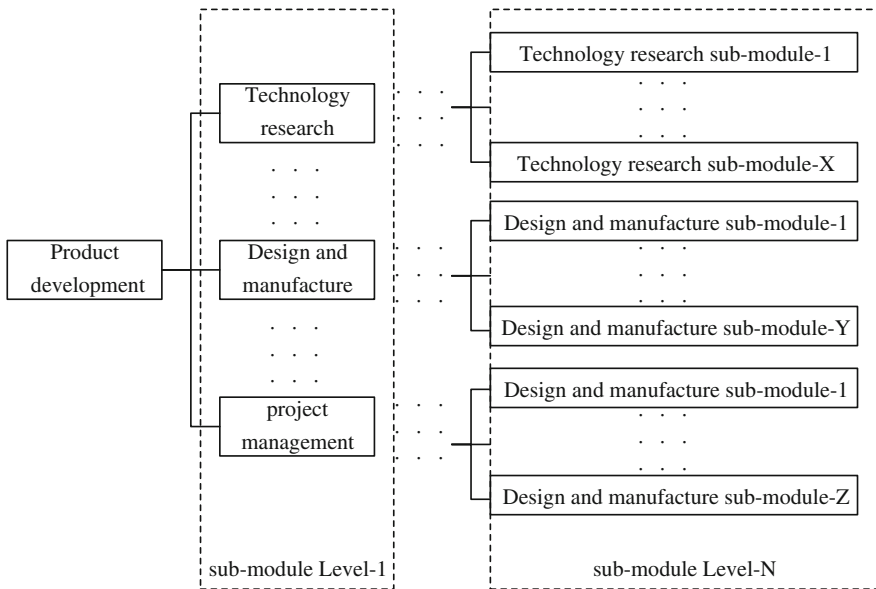 Product
development
Technology
research
. . .
. . .
. . .
Design and
manufacture
. . .
. . .
. . .
project
management
sub-module Level-1
. . .
. . .
. . .
. . .
. . .
. . .
. . .
. . .
. . .
Technology research sub-module-1
. . .
. . .
. . .
Technology research sub-module-X
Design and manufacture sub-module-1
. . .
. . .
. . .
Design and manufacture sub-module-Y
Design and manufacture sub-module-1
. . .
. . .
. . .
Design and manufacture sub-module-Z
sub-module Level-N